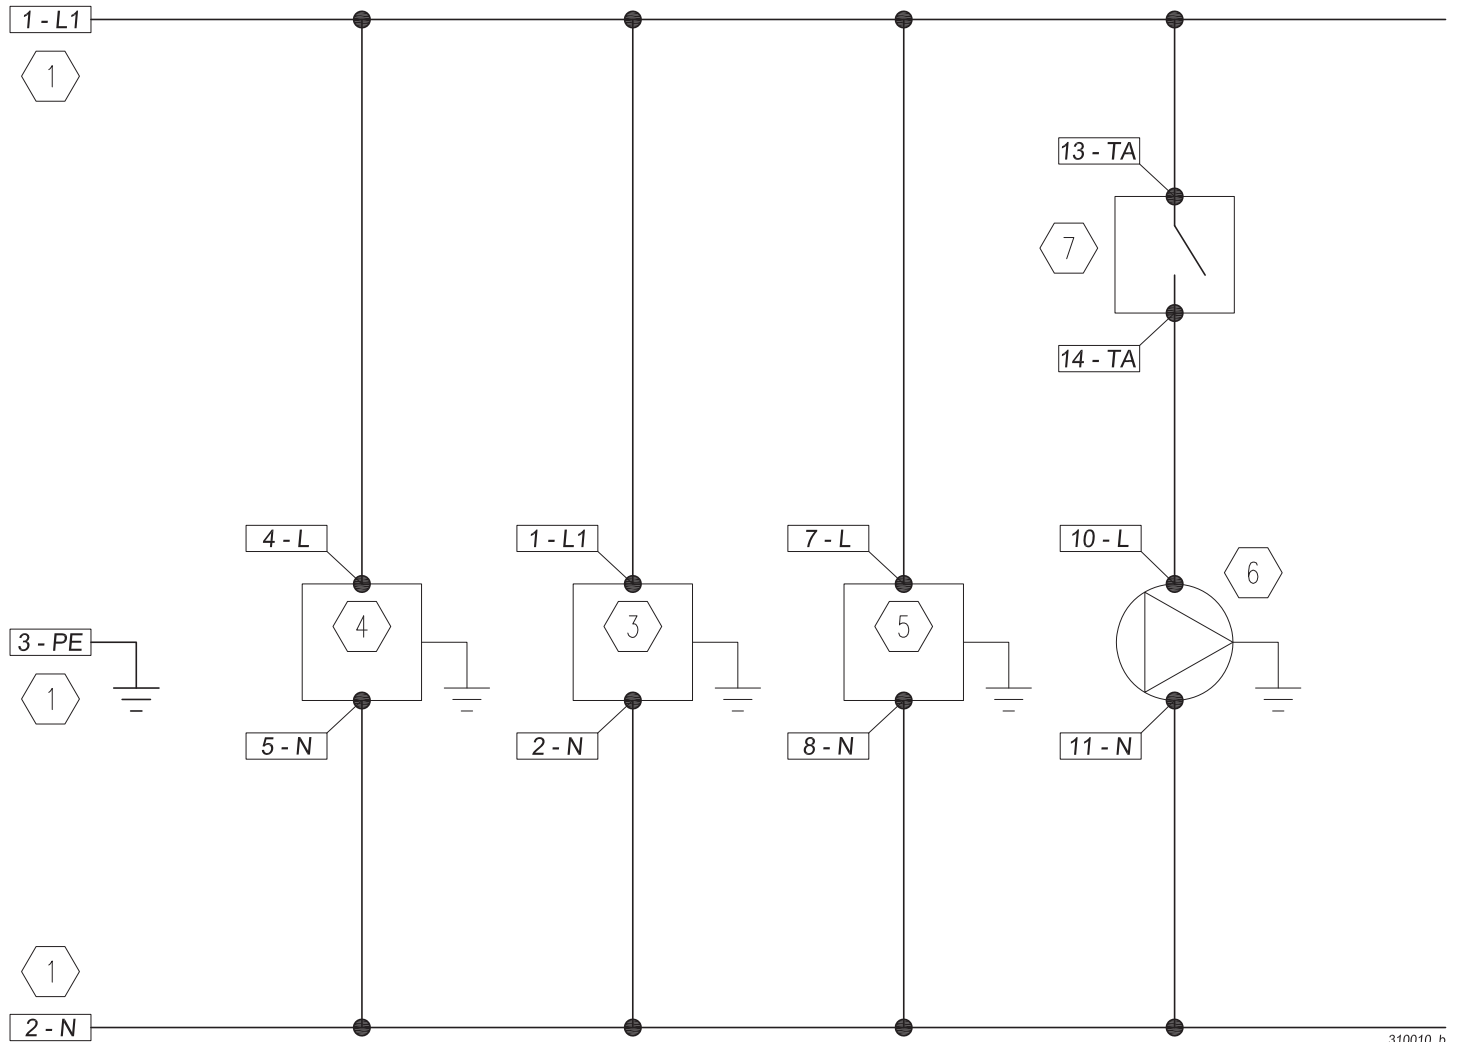 1 - L1
1
13 - TA
7
14 - TA
4 - L
1 - L1
7 - L
10 - L
6
4
3
5
3 - PE
1
5 - N
2 - N
8 - N
11 - N
1
2 - N
310010_b